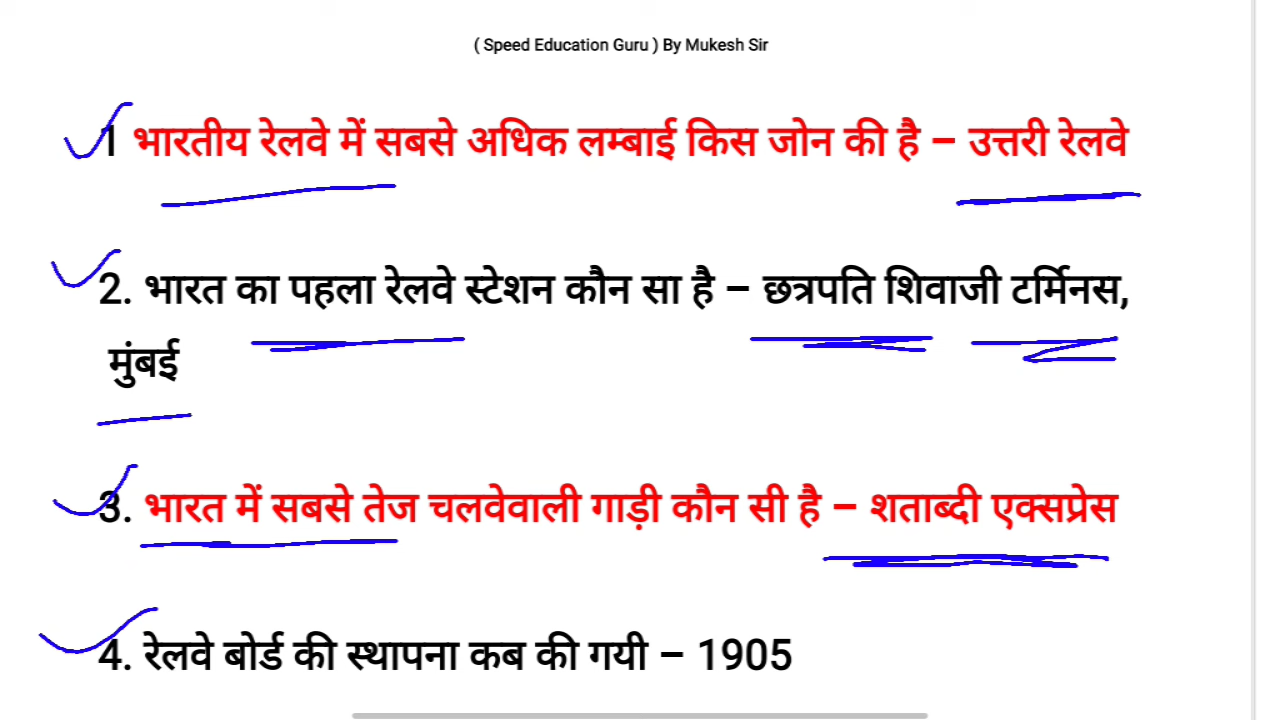 ( Speed Education Guru ) By Mukesh Sir
1 भारतीय रेलवे में सबसे अधिक लम्बाई किस जोन की है – उत्तरी रेलवे
2. भारत का पहला रेलवे स्टेशन कौन सा है – छत्रपति शिवाजी टर्मिनस,
मुंबई
3. भारत में सबसे तेज चलवेवाली गाड़ी कौन सी है – शताब्दी एक्सप्रेस
4. रेलवे बोर्ड की स्थापना कब की गयी – 1905